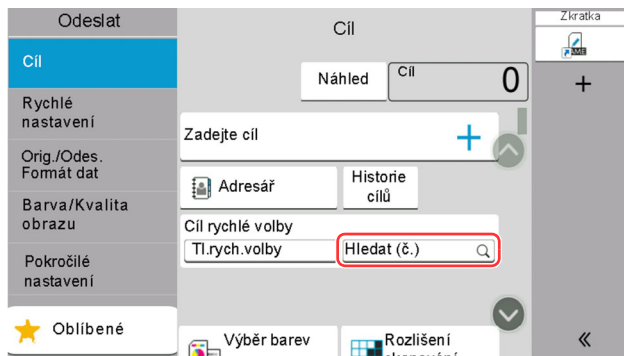 Odeslat
Cíl
Rychlé
nastavení
Orig./Odes.
Formát dat
Barva/Kvalita
obrazu
Pokročilé
nastavení
Oblíbené
Cíl
Náhled
Cíl
0
Zadejte cíl
Adresář
Historie
cílů
Cíl rychlé volby
Tl.rych.volby
Hledat (č.)
Výběr barev
Rozlišení
Zkratka